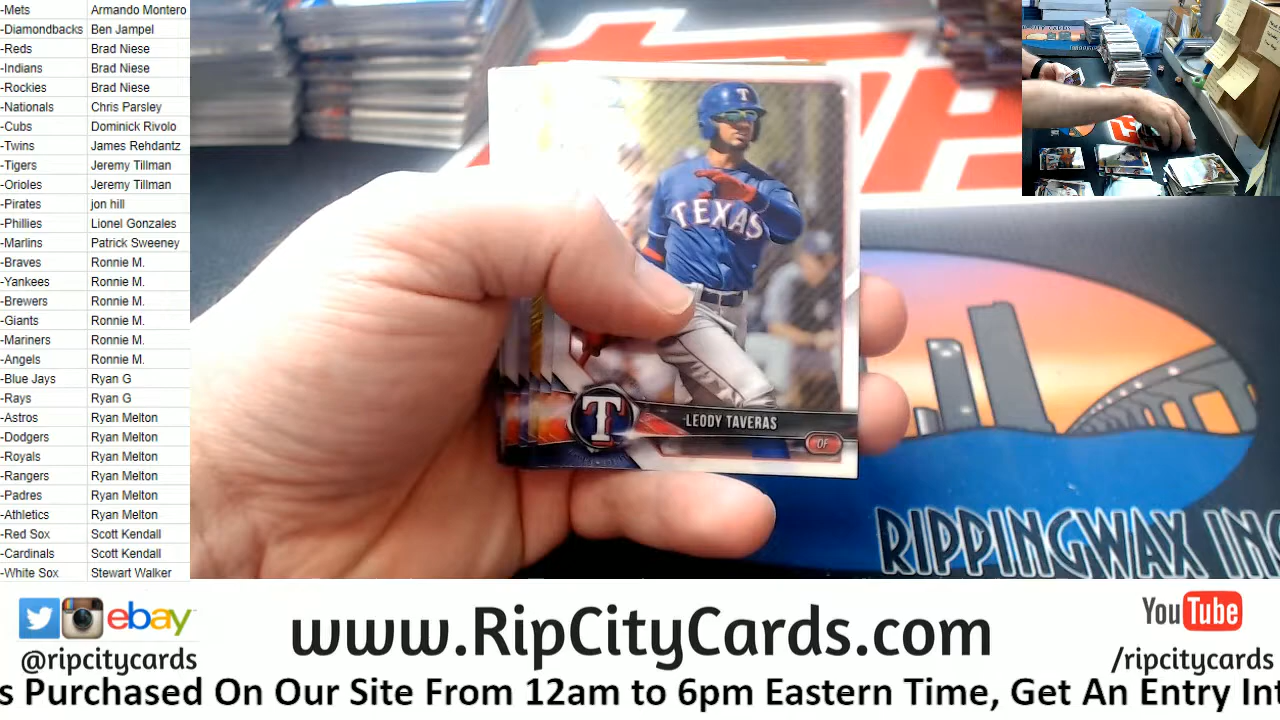 -Mets Armando Montero
-Diamondbacks Ben Jampel
-Reds Brad Niese
-Indians Brad Niese
-Rockies Brad Niese
-Nationals Chris Parsley
-Cubs Dominick Rivolo
-Twins James Rehdantz
-Tigers Jeremy Tillman
-Orioles Jeremy Tillman
-Pirates jon hill
-Phillies Lionel Gonzales
-Marlins Patrick Sweeney
-Braves Ronnie M.
-Yankees Ronnie M.
-Brewers Ronnie M.
-Giants Ronnie M.
-Mariners Ronnie M.
-Angels Ronnie M.
-Blue Jays Ryan G
-Rays Ryan G
-Astros Ryan Melton
-Dodgers Ryan Melton
-Royals Ryan Melton
-Rangers Ryan Melton
-Padres Ryan Melton
-Athletics Ryan Melton
-Red Sox Scott Kendall
-Cardinals Scott Kendall
-White Sox Stewart Walker
T
TEXAS
T
LEODY TAVERAS
OF
RIPPINGWAX INC
ebay
@ripcitycards
www.RipCityCards.com
YouTube
/ripcitycards
s Purchased On Our Site From 12am to 6pm Eastern Time, Get An Entry Int